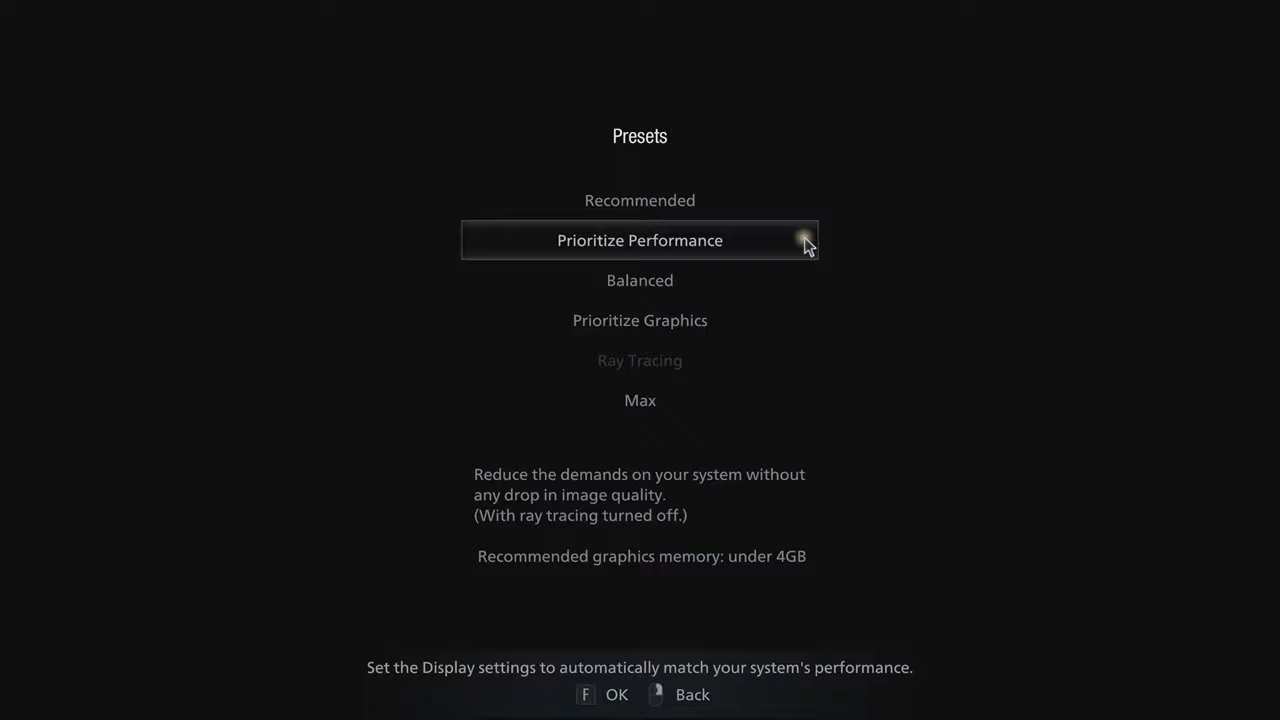 Presets
Recommended
Prioritize Performance
Balanced
Prioritize Graphics
Ray Tracing
Max
Reduce the demands on your system without
any drop in image quality.
(With ray tracing turned off.)
Recommended graphics memory: under 4GB
Set the Display settings to automatically match your system's performance.
F OK Back